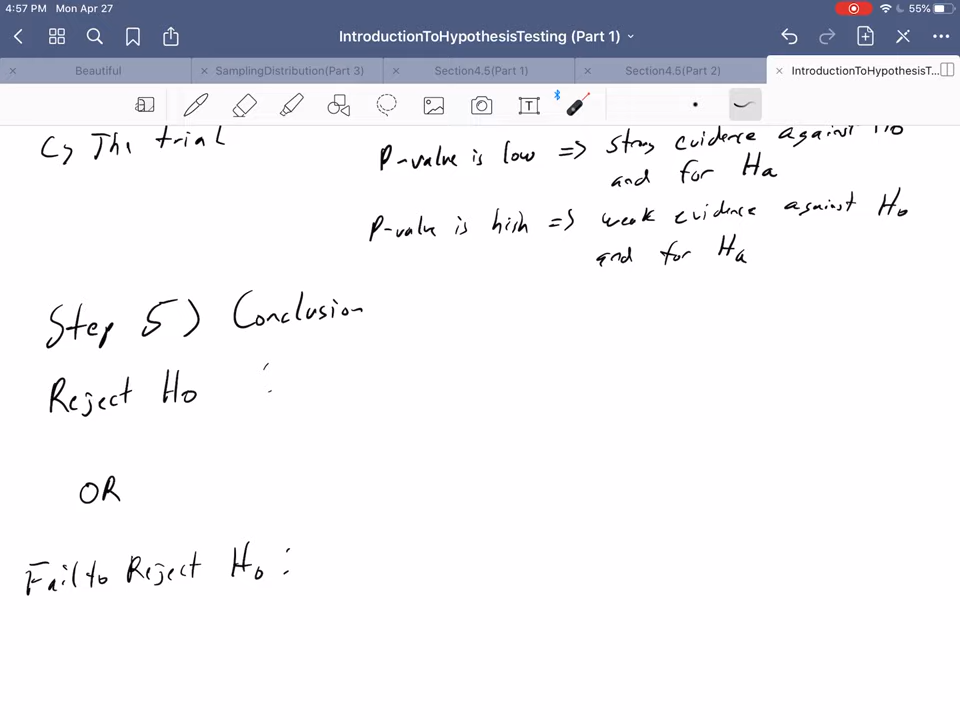 4:57 PM Mon Apr 27
55%
IntroductionToHypothesisTesting (Part 1)
Beautiful
SamplingDistribution(Part 3)
Section4.5(Part 1)
Section4.5(Part 2)
IntroductionToHypothesisT...
T
↳ The trial
P-value is low => strong evidence against Ho
and for Ha
P-value is high => weak evidence against Ho
and for Ha
Step 5) Conclusion
Reject Ho :
OR
Fail to Reject Ho :